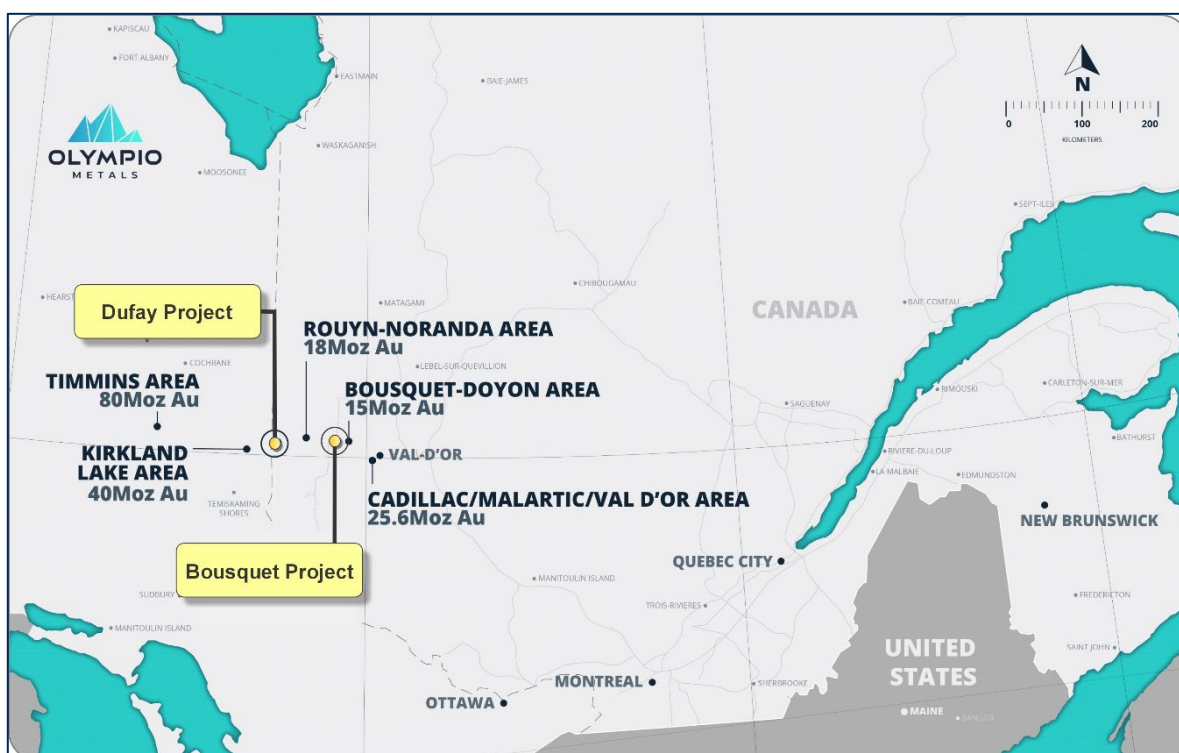 KAPISCAU
FORT ALBANY
EASTMAIN
BAIE-JAMES
N
0 100 200
KILOMETERS
OLYMPIO
METALS
WASKAGANISH
MOOSONEE
SEPT-ILES
CHIBOUGAMAU
HEARST
MATAGAMI
BAIE-COMEAU
CANADA
Dufay Project
ROUYN-NORANDA AREA
18Moz Au
COCHRANE
LEBEL-SUR-QUEVILLION
TIMMINS AREA
80Moz Au
BOUSQUET-DOYON AREA
15Moz Au
RIMOUSKI
CARLETON-SUR-MER
SAGUENAY
BATHURST
KIRKLAND
LAKE AREA
40Moz Au
VAL-D'OR
RIVIERE-DU-LOUP
LA MALBAIE
EDMUNDSTON
CADILLAC/MALARTIC/VAL D'OR AREA
25.6Moz Au
TEMISKAMING
SHORES
NEW BRUNSWICK
Bousquet Project
QUEBEC CITY
MANITOULIN ISLAND
SUDBURY
TROIS-RIVIERES
FREDERICTON
MANITOULIN ISLAND
UNITED
STATES
SAINT JOHN
MONTREAL
SHERBROOKE
OTTAWA
MAINE
BANGOR